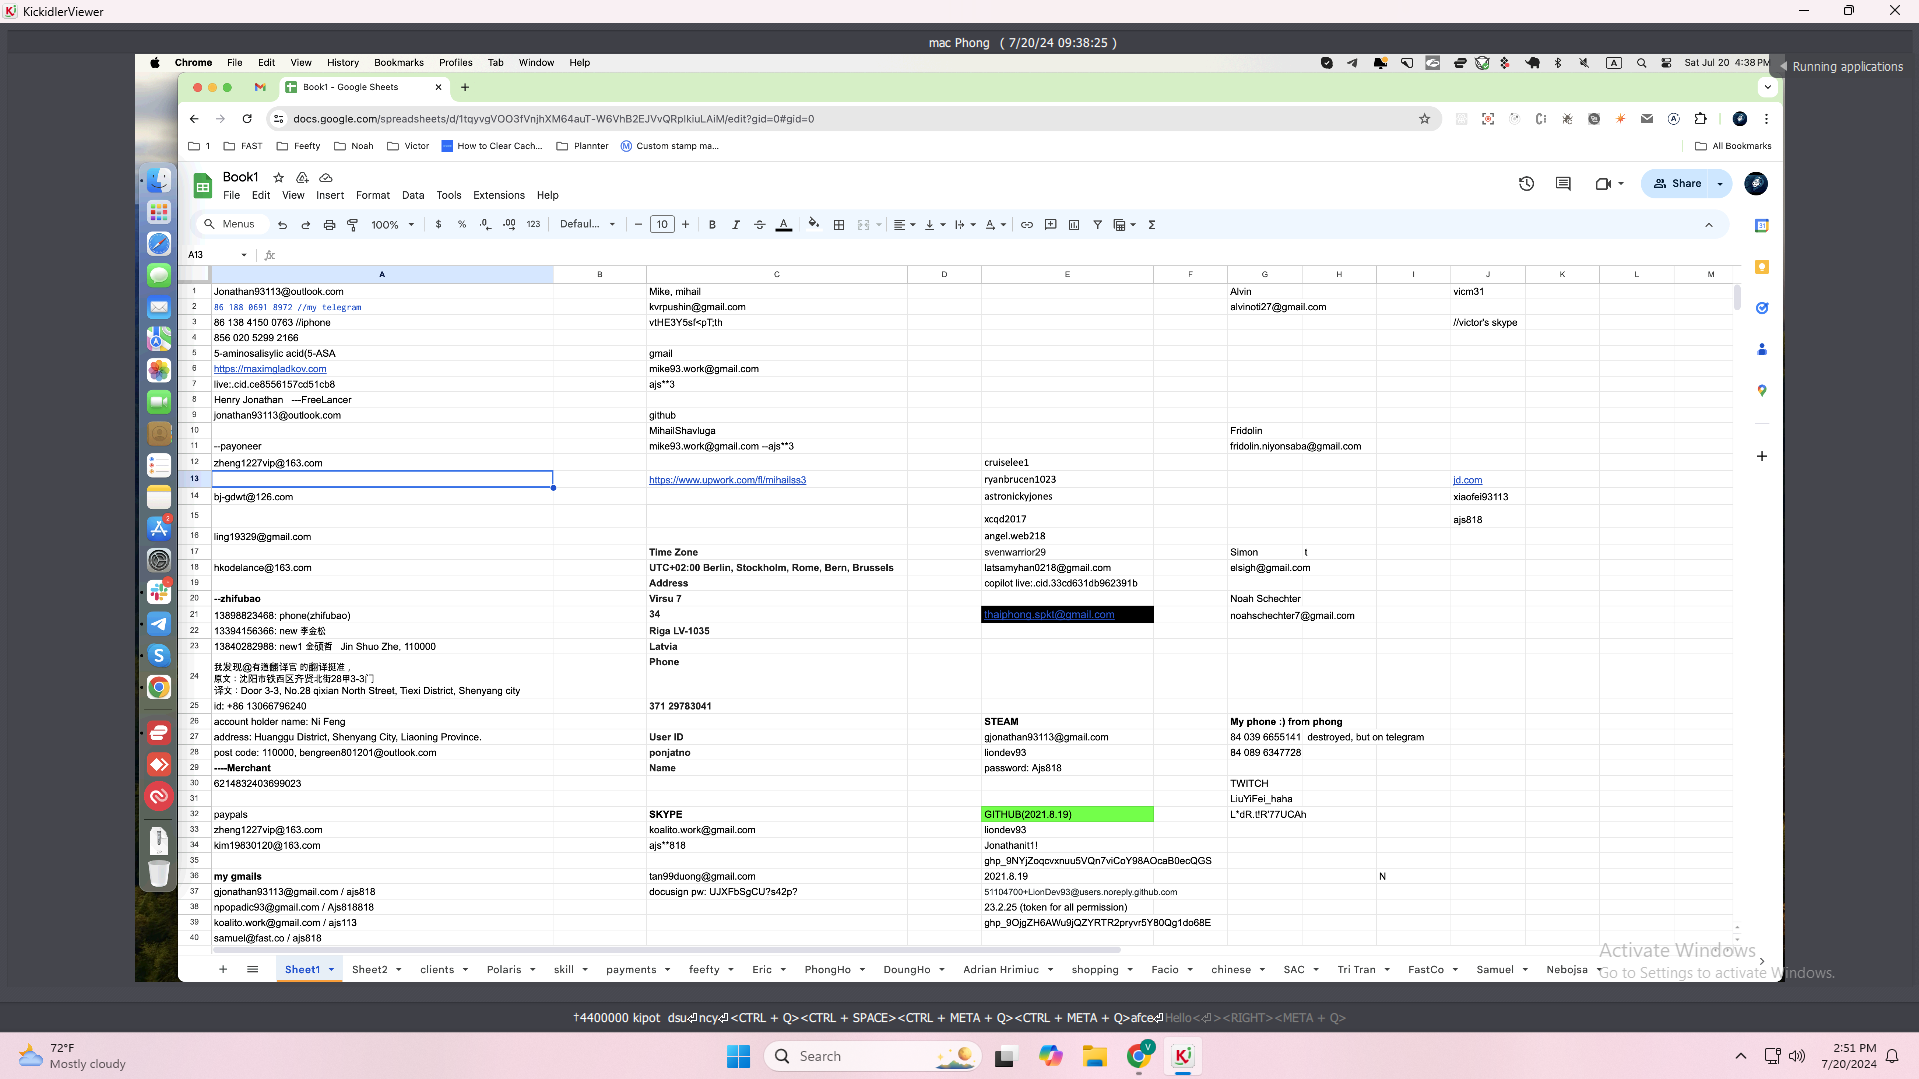 KickidlerViewer
mac Phong ( 7/20/24 09:38:25 )
Chrome File Edit View History Bookmarks Profiles Tab Window Help
A Sat Jul 20 4:38 PM
Running applications
Book1 - Google Sheets
docs.google.com/spreadsheets/d/1tqyvgVOO3fVnjhXM64auT-W6VhB2EJVvQRpIkiuLAiM/edit?gid=0#gid=0
1 FAST Feefty Noah Victor How to Clear Cach... Plannter Custom stamp ma... All Bookmarks
Book1
File Edit View Insert Format Data Tools Extensions Help
Share
Menus 100% $ % .0 .00 123 Defaul... 10 B I A
A13 fx
A B C D E F G H I J K L M
1 Jonathan93113@outlook.com Mike, mihail Alvin vicm31
2 86 188 0691 8972 //my telegram kvrpushin@gmail.com alvinoti27@gmail.com
3 86 138 4150 0763 //iphone vtHE3Y5sf<pT;th //victor's skype
4 856 020 5299 2166
5 5-aminosalisylic acid(5-ASA gmail
6 https://maximgladkov.com mike93.work@gmail.com
7 live:.cid.ce8556157cd51cb8 ajs**3
8 Henry Jonathan ---FreeLancer
9 jonathan93113@outlook.com github
10 MihailShavluga Fridolin
11 --payoneer mike93.work@gmail.com --ajs**3 fridolin.niyonsaba@gmail.com
12 zheng1227vip@163.com cruiselee1
13 https://www.upwork.com/fl/mihailss3 ryanbrucen1023 jd.com
14 bj-gdwt@126.com astronickyjones xiaofei93113
15 xcqd2017 ajs818
16 ling19329@gmail.com angel.web218
17 Time Zone svenwarrior29 Simon t
18 hkodelance@163.com UTC+02:00 Berlin, Stockholm, Rome, Bern, Brussels latsamyhan0218@gmail.com elsigh@gmail.com
19 Address copilot live:.cid.33cd631db962391b
20 --zhifubao Virsu 7 Noah Schechter
21 13898823468: phone(zhifubao) 34 thaiphong.spkt@gmail.com noahschechter7@gmail.com
22 13394156366: new 李金松 Riga LV-1035
23 13840282988: new1 金硕哲 Jin Shuo Zhe, 110000 Latvia
24 我发现@有道翻译官 的翻译挺准， Phone
原文：沈阳市铁西区齐贤北街28甲3-3门
译文：Door 3-3, No.28 qixian North Street, Tiexi District, Shenyang city
25 id: +86 13066796240 371 29783041
26 account holder name: Ni Feng STEAM My phone :) from phong
27 address: Huanggu District, Shenyang City, Liaoning Province. User ID gjonathan93113@gmail.com 84 039 6655141 destroyed, but on telegram
28 post code: 110000, bengreen801201@outlook.com ponjatno liondev93 84 089 6347728
29 ----Merchant Name password: Ajs818
30 6214832403699023 TWITCH
31 LiuYiFei_haha
32 paypals SKYPE GITHUB(2021.8.19) L*dR.t!R'77UCAh
33 zheng1227vip@163.com koalito.work@gmail.com liondev93
34 kim19830120@163.com ajs**818 Jonathanit1!
35 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
36 my gmails tan99duong@gmail.com 2021.8.19 N
37 gjonathan93113@gmail.com / ajs818 docusign pw: UJXFbSgCU?s42p? 51104700+LionDev93@users.noreply.github.com
38 npopadic93@gmail.com / Ajs818818 23.2.25 (token for all permission)
39 koalito.work@gmail.com / ajs113 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
40 samuel@fast.co / ajs818
Sheet1 Sheet2 clients Polaris skill payments feefty Eric PhongHo DoungHo Adrian Hrimiuc shopping Facio chinese SAC Tri Tran FastCo Samuel Nebojsa
Activate Windows
Go to Settings to activate Windows.
↑4400000 kipot dsu⏎ncy⏎<CTRL + Q><CTRL + SPACE><CTRL + META + Q><CTRL + META + Q>afce⏎Hello<⏎><RIGHT><META + Q>
72°F
Mostly cloudy
Search
2:51 PM
7/20/2024